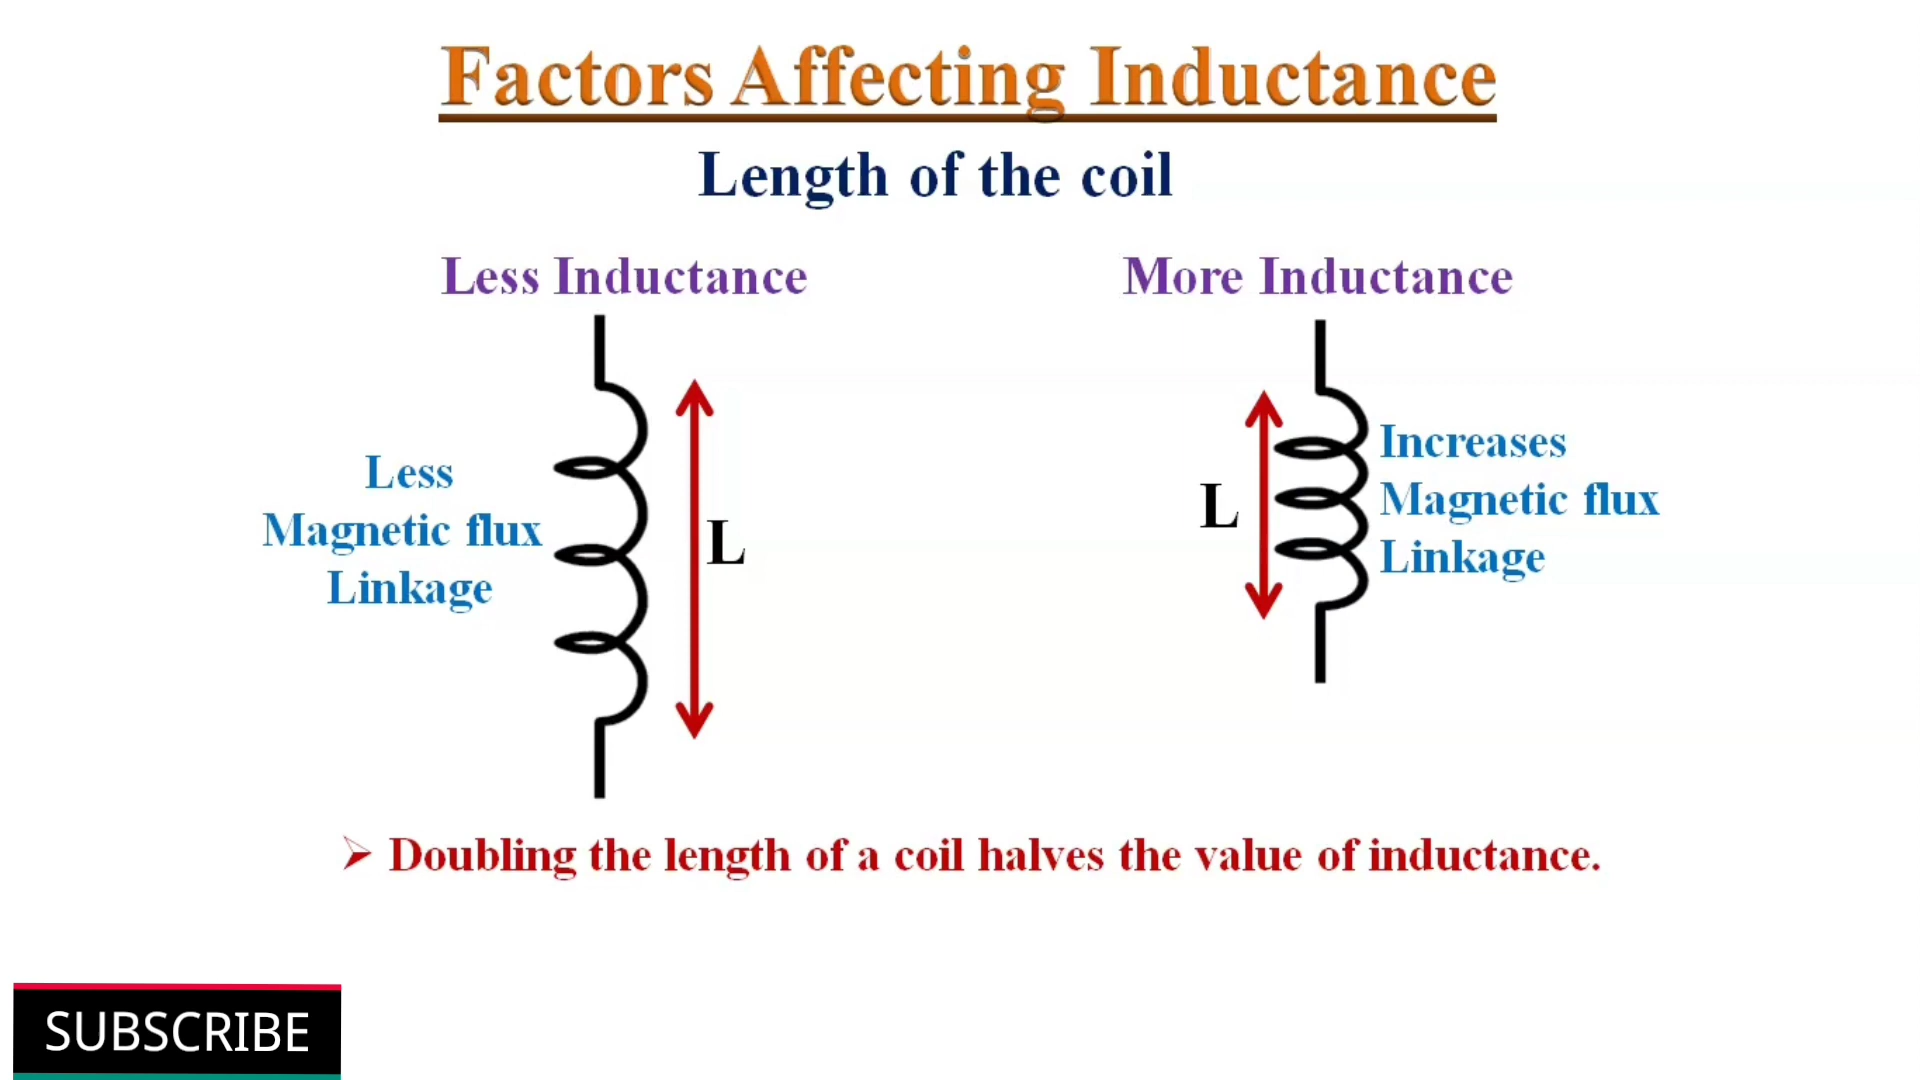 Factors Affecting Inductance
Length of the coil
Less Inductance
More Inductance
Less
Magnetic flux
Linkage
L
L
Increases
Magnetic flux
Linkage
➢ Doubling the length of a coil halves the value of inductance.
SUBSCRIBE